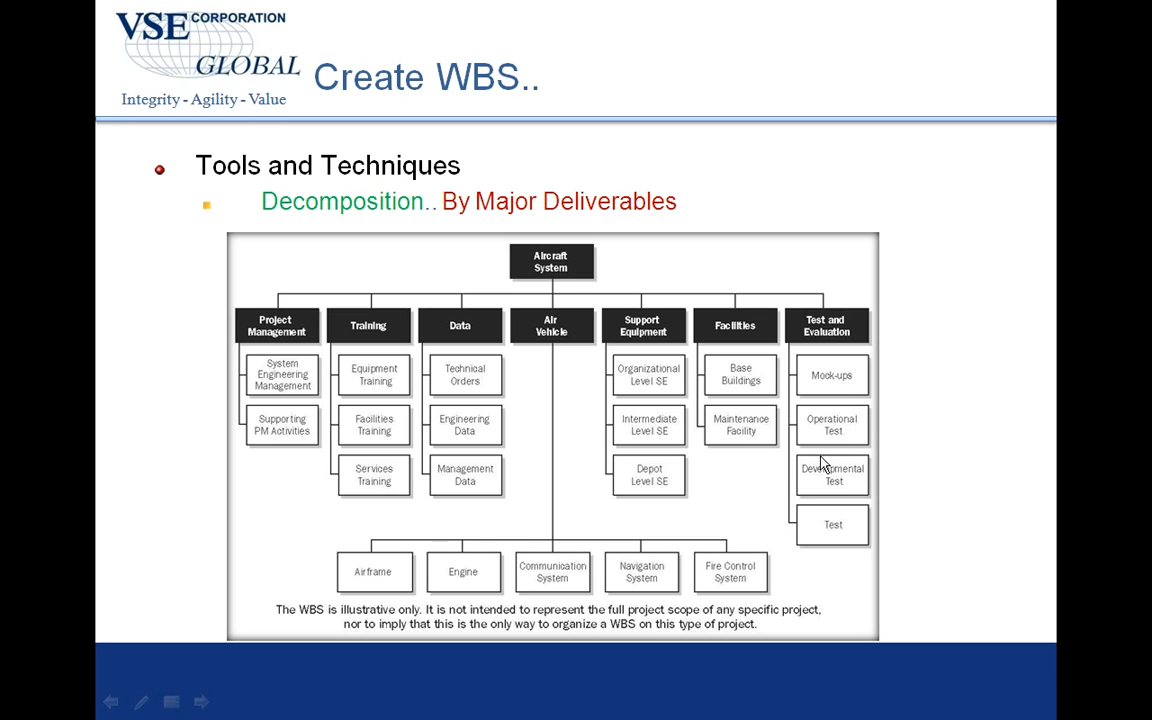 VSE CORPORATION
GLOBAL
Integrity - Agility - Value
Create WBS..
Tools and Techniques
Decomposition.. By Major Deliverables
Aircraft
System
Project
Management
Training
Data
Air
Vehicle
Support
Equipment
Facilities
Test and
Evaluation
System
Engineering
Management
Equipment
Training
Technical
Orders
Organizational
Level SE
Base
Buildings
Mock-ups
Supporting
PM Activities
Facilities
Training
Engineering
Data
Intermediate
Level SE
Maintenance
Facility
Operational
Test
Services
Training
Management
Data
Depot
Level SE
Developmental
Test
Test
Airframe
Engine
Communication
System
Navigation
System
Fire Control
System
The WBS is illustrative only. It is not intended to represent the full project scope of any specific project,
nor to imply that this is the only way to organize a WBS on this type of project.